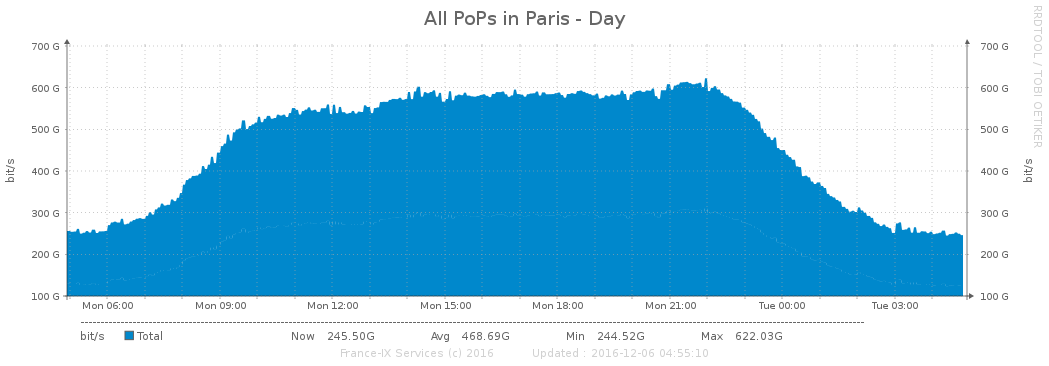 All PoPs in Paris - Day
RRDTOOL / TOBI OETIKER
700 G 700 G
600 G 600 G
500 G 500 G
400 G 400 G
bit/s bit/s
300 G 300 G
200 G 200 G
100 G 100 G
Mon 06:00 Mon 09:00 Mon 12:00 Mon 15:00 Mon 18:00 Mon 21:00 Tue 00:00 Tue 03:00
bit/s Total Now 245.50G Avg 468.69G Min 244.52G Max 622.03G
France-IX Services (c) 2016 Updated : 2016-12-06 04:55:10